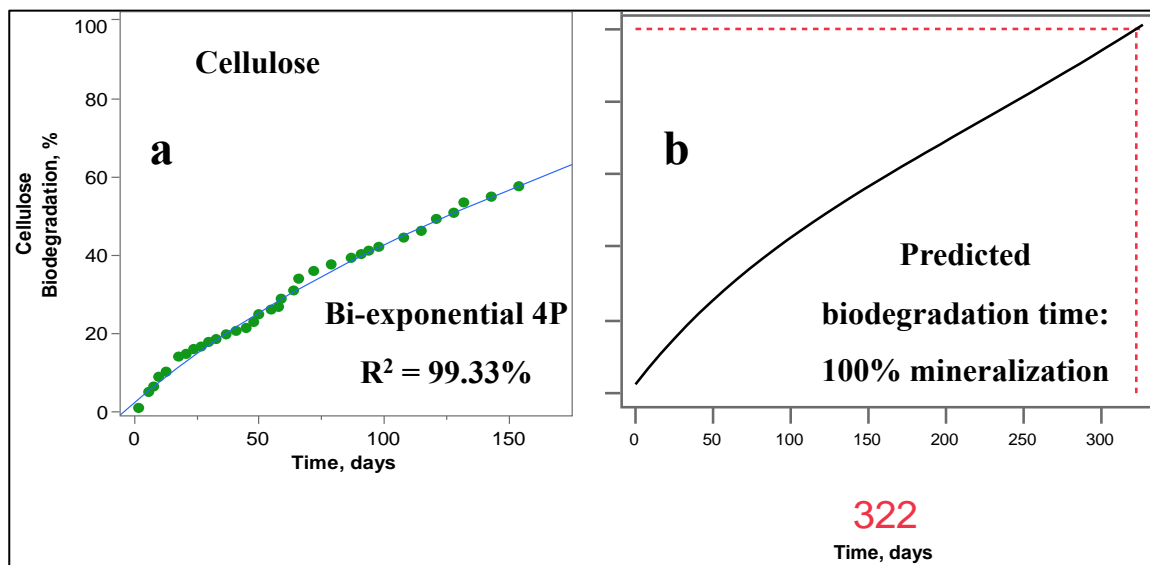 100
80
60
40
20
0
Cellulose
Biodegradation, %
Cellulose
a
Bi-exponential 4P
R² = 99.33%
0
50
100
150
Time, days
b
Predicted
biodegradation time:
100% mineralization
0
50
100
150
200
250
300
322
Time, days